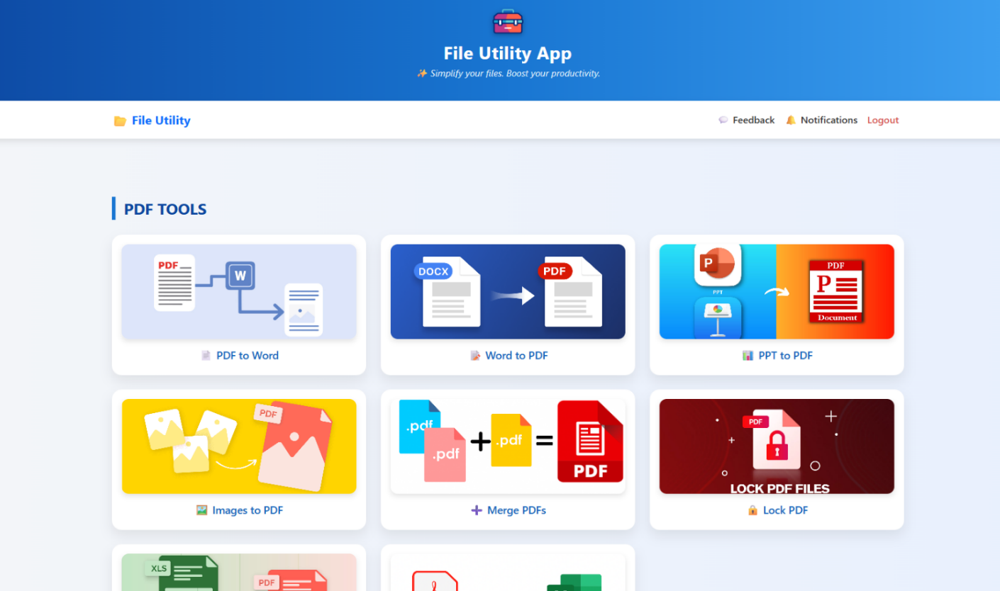 File Utility App
✨ Simplify your files. Boost your productivity.
📁 File Utility
💬 Feedback 🔔 Notifications Logout
PDF TOOLS
PDF
W
DOCX
PDF
P
PPT
PDF
P
Document
📄 PDF to Word
📝 Word to PDF
📊 PPT to PDF
PDF
.pdf
.pdf
.pdf
PDF
PDF
LOCK PDF FILES
🖼️ Images to PDF
➕ Merge PDFs
🔒 Lock PDF
XLS
PDF